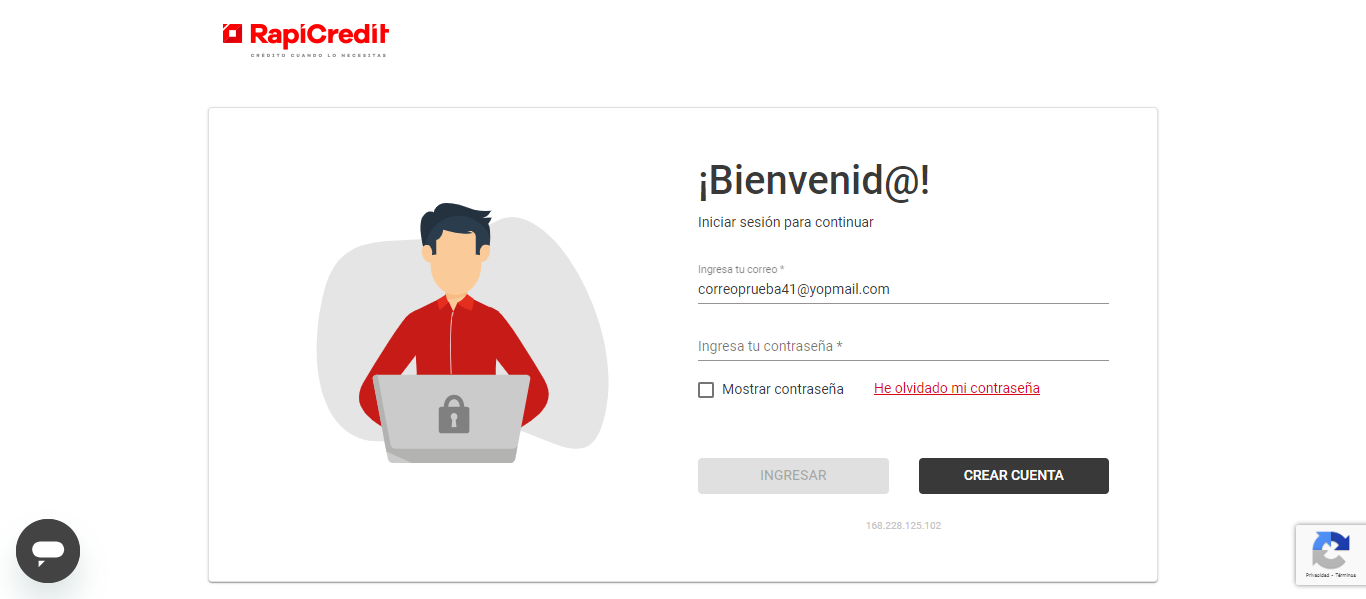 RapiCredit
CRÉDITO CUANDO LO NECESITAS
¡Bienvenid@!
Iniciar sesión para continuar
Ingresa tu correo *
correoprueba41@yopmail.com
Ingresa tu contraseña *
Mostrar contraseña He olvidado mi contraseña
INGRESAR CREAR CUENTA
168.228.125.102
Privacidad - Términos